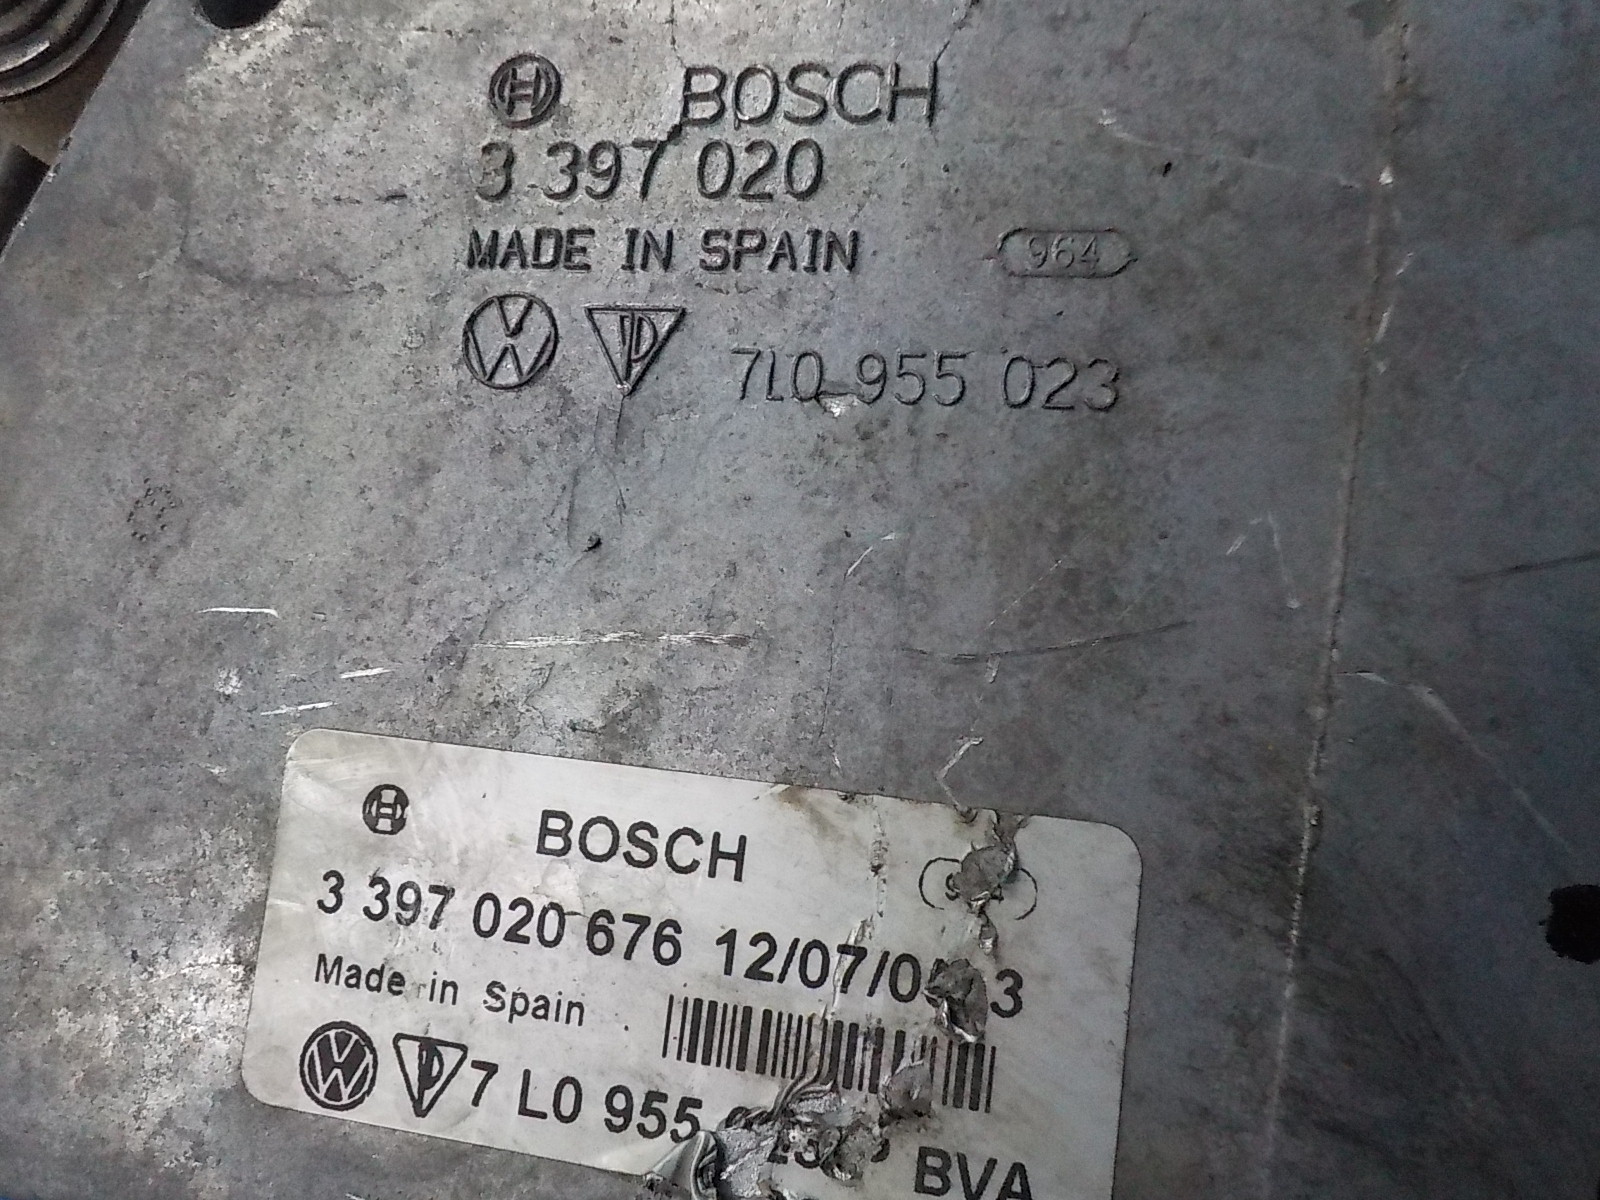 BOSCH
3 397 020
MADE IN SPAIN 964
7L0 955 023
BOSCH
3 397 020 676
Made in Spain
7 L0 955 BVA